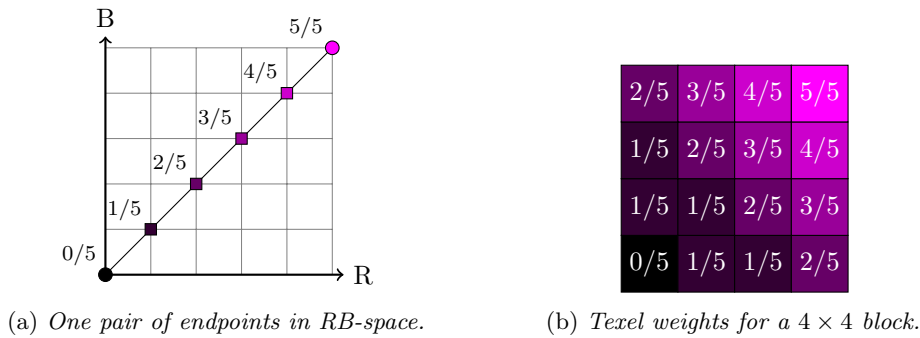 B
5/5
4/5
3/5
2/5
1/5
0/5
R
(a) One pair of endpoints in RB-space.
2/5 3/5 4/5 5/5
1/5 2/5 3/5 4/5
1/5 1/5 2/5 3/5
0/5 1/5 1/5 2/5
(b) Texel weights for a 4 × 4 block.